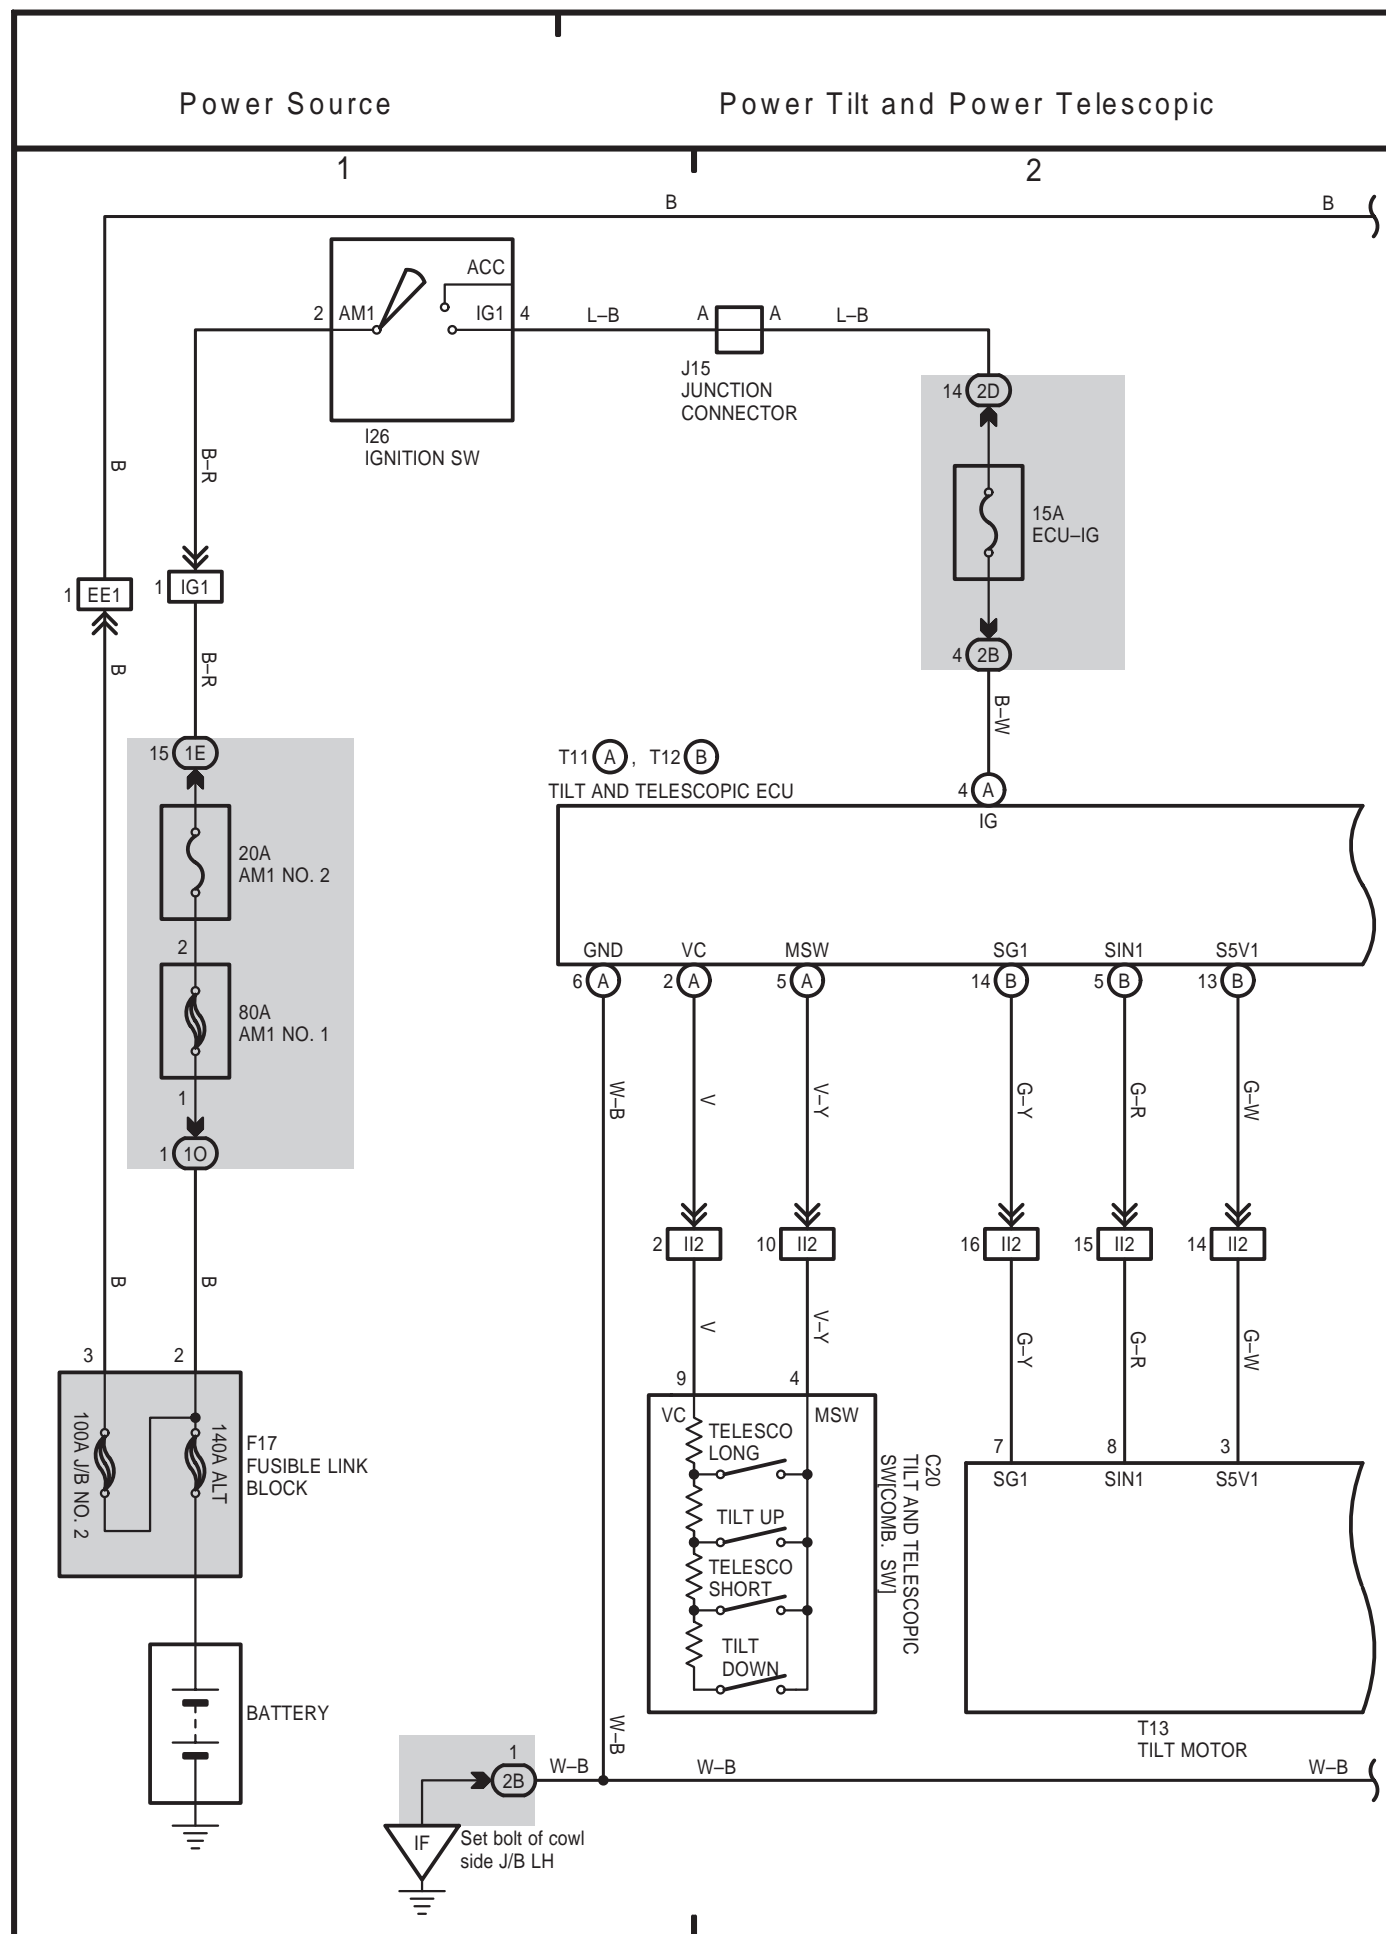 Power Source
Power Tilt and Power Telescopic
1
2
B
B
ACC
2
AM1
IG1
4
L–B
A
A
L–B
J15
JUNCTION
CONNECTOR
I26
IGNITION SW
14
2D
15A
ECU–IG
4
2B
B–W
B
B–R
1
EE1
1
IG1
B
B–R
15
1E
20A
AM1 NO. 2
2
80A
AM1 NO. 1
1
1
1O
B
B
3
2
100A J/B NO. 2
140A ALT
F17
FUSIBLE LINK
BLOCK
BATTERY
T11 A , T12 B
TILT AND TELESCOPIC ECU
4
A
IG
GND
VC
MSW
SG1
SIN1
S5V1
6
A
2
A
5
A
14
B
5
B
13
B
W–B
V
V–Y
G–Y
G–R
G–W
2
II2
10
II2
16
II2
15
II2
14
II2
V
V–Y
G–Y
G–R
G–W
9
4
VC
MSW
TELESCO
LONG
TILT UP
TELESCO
SHORT
TILT
DOWN
C20
TILT AND TELESCOPIC
SW[COMB. SW]
7
8
3
SG1
SIN1
S5V1
T13
TILT MOTOR
W–B
1
2B
W–B
W–B
W–B
IF
Set bolt of cowl
side J/B LH